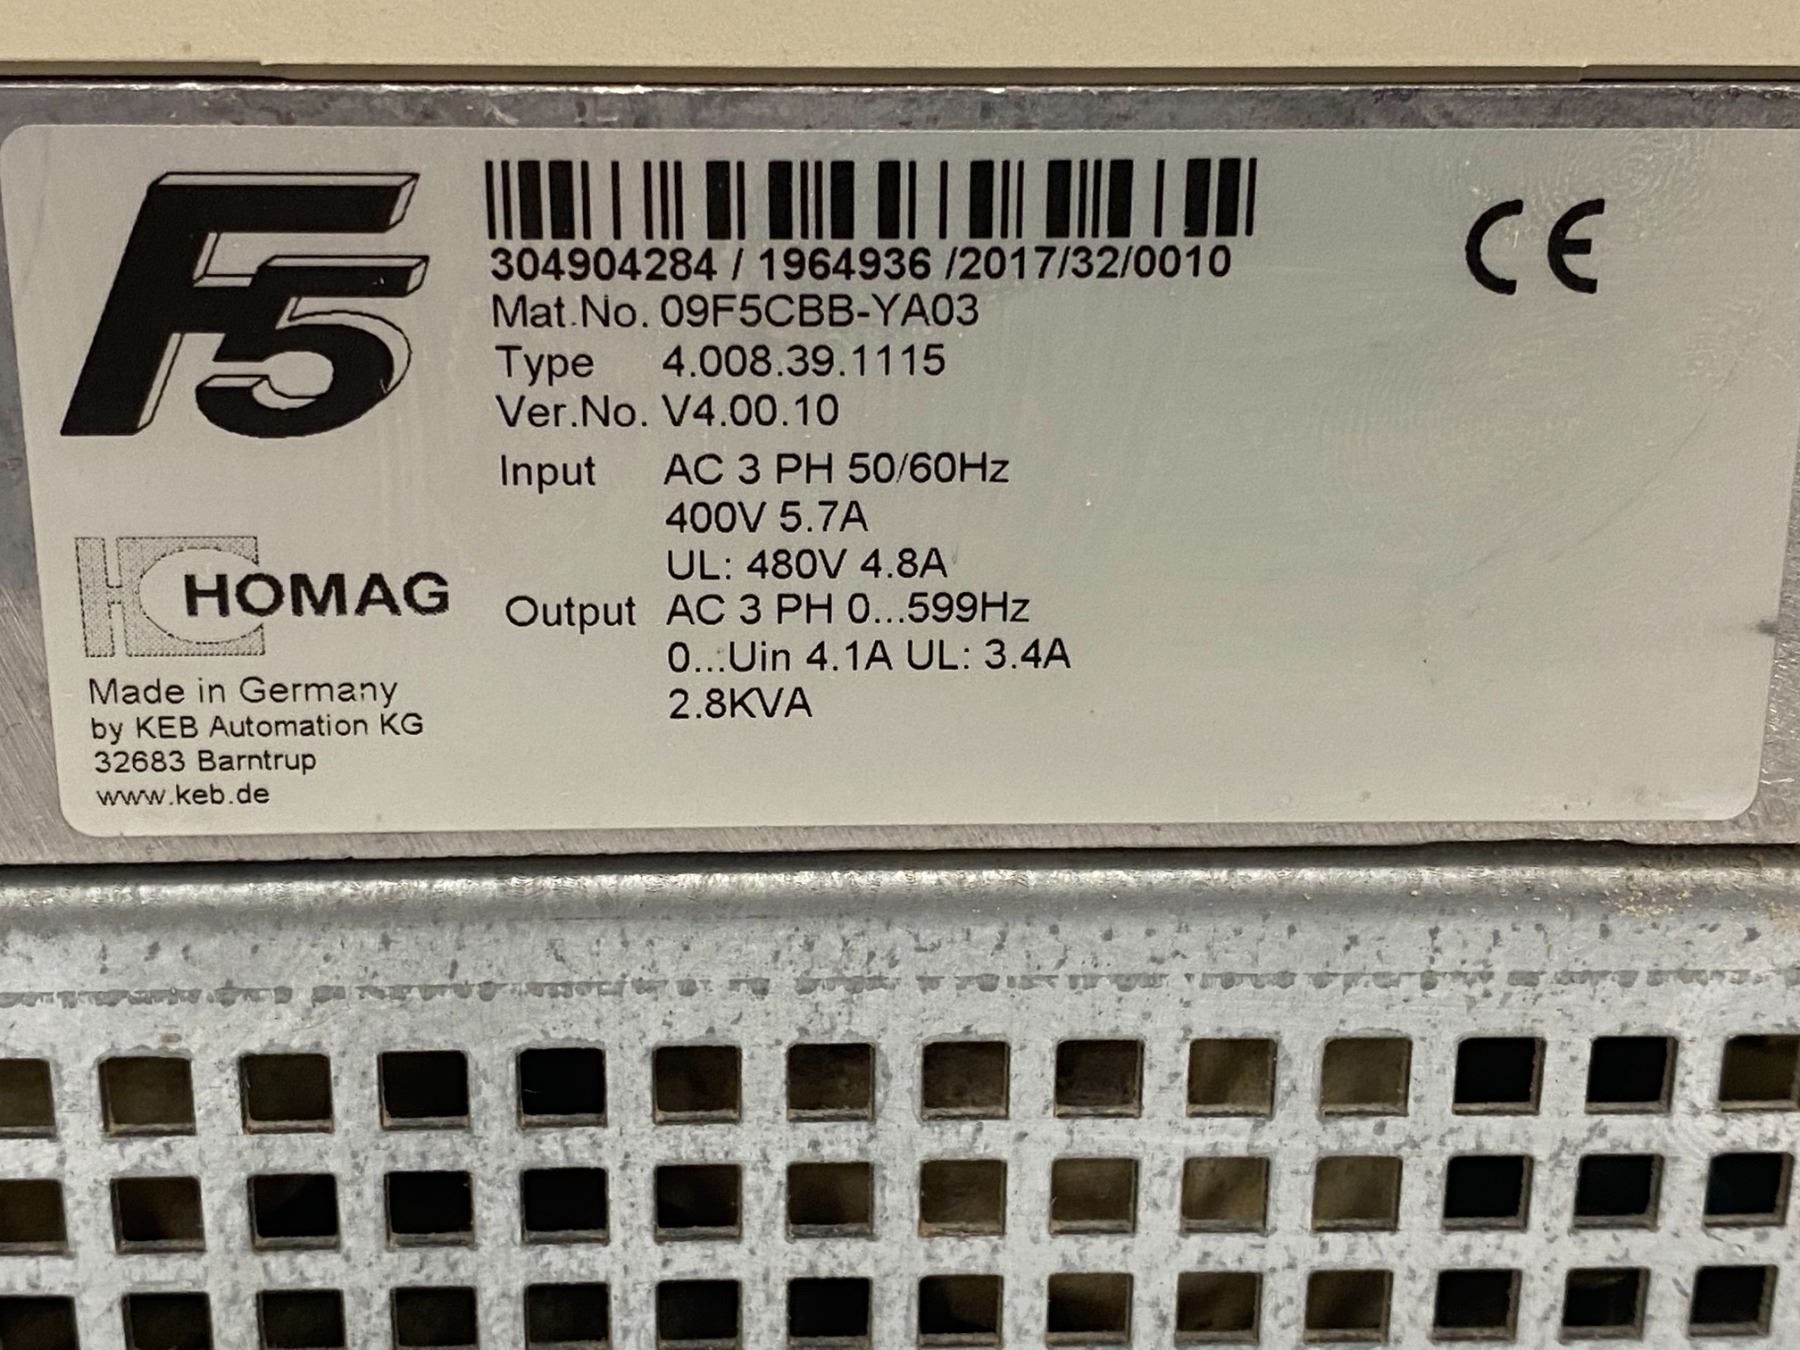 F5
304904284 / 1964936 /2017/32/0010
Mat.No. 09F5CBB-YA03
Type 4.008.39.1115
Ver.No. V4.00.10
Input AC 3 PH 50/60Hz
400V 5.7A
UL: 480V 4.8A
Output AC 3 PH 0...599Hz
0...Uin 4.1A UL: 3.4A
2.8KVA
CE
HOMAG
Made in Germany
by KEB Automation KG
32683 Barntrup
www.keb.de